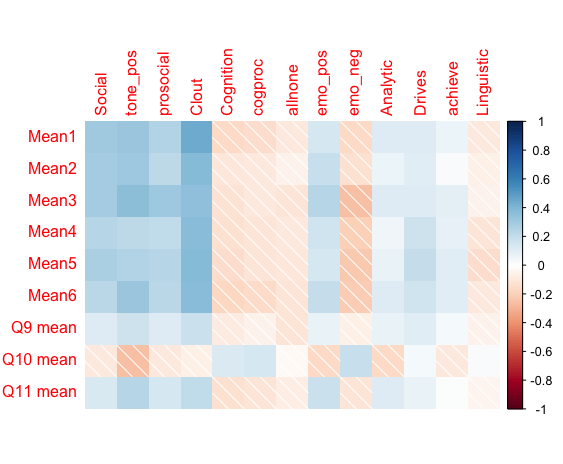 Social tone_pos prosocial Clout Cognition cogproc allnone emo_pos emo_neg Analytic Drives achieve Linguistic
Mean1
Mean2
Mean3
Mean4
Mean5
Mean6
Q9 mean
Q10 mean
Q11 mean
1
0.8
0.6
0.4
0.2
0
-0.2
-0.4
-0.6
-0.8
-1